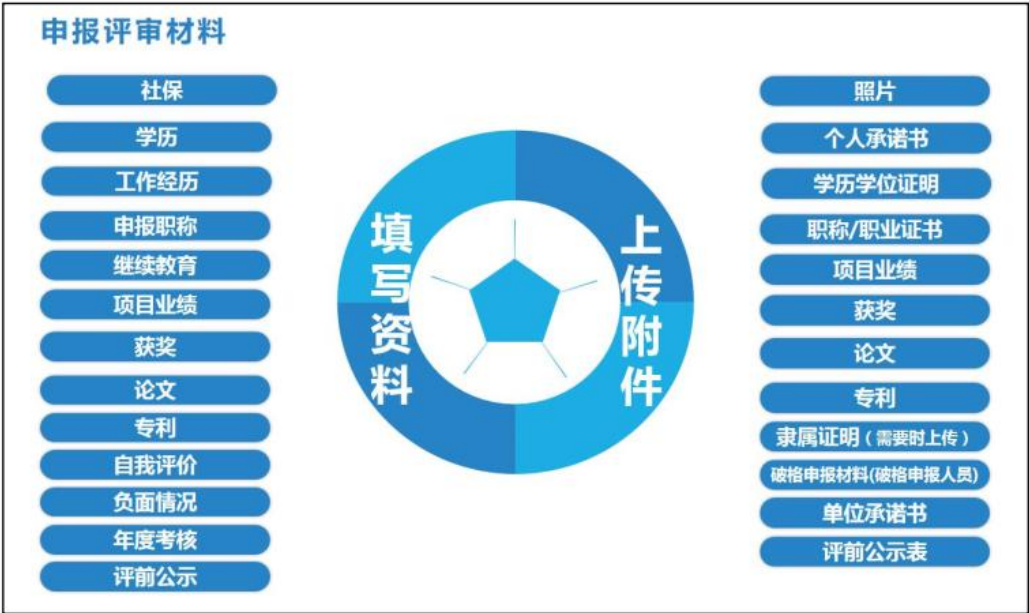 申报评审材料
社保
学历
工作经历
申报职称
继续教育
项目业绩
获奖
论文
专利
自我评价
负面情况
年度考核
评前公示
填写资料
上传附件
照片
个人承诺书
学历学位证明
职称/职业证书
项目业绩
获奖
论文
专利
隶属证明（需要时上传）
破格申报材料(破格申报人员)
单位承诺书
评前公示表